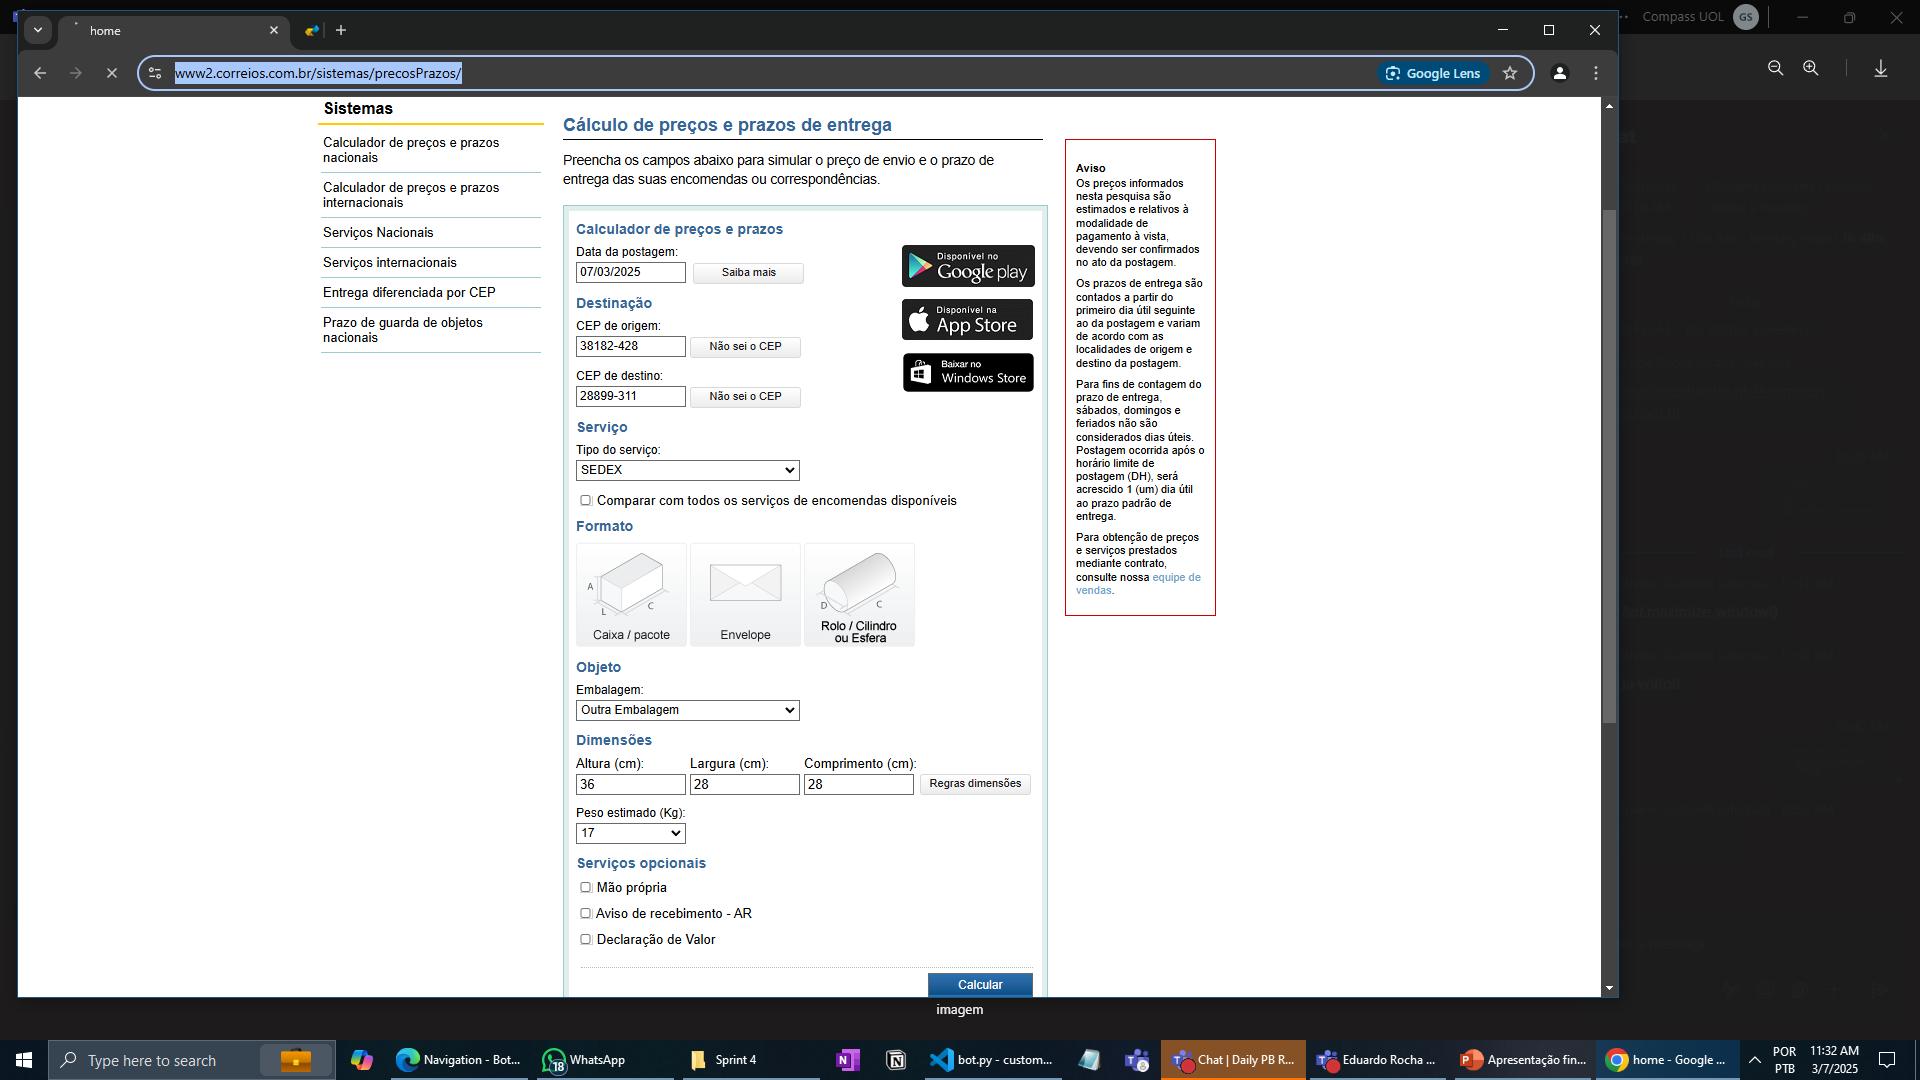 Compass UOL
GS
home
www2.correios.com.br/sistemas/precosPrazos/
Google Lens
Sistemas
Calculador de preços e prazos
nacionais
Calculador de preços e prazos
internacionais
Serviços Nacionais
Serviços internacionais
Entrega diferenciada por CEP
Prazo de guarda de objetos
nacionais
Cálculo de preços e prazos de entrega
Preencha os campos abaixo para simular o preço de envio e o prazo de
entrega das suas encomendas ou correspondências.
Calculador de preços e prazos
Data da postagem:
07/03/2025
Saiba mais
Disponível no
Google play
Destinação
CEP de origem:
38182-428
Não sei o CEP
Disponível na
App Store
CEP de destino:
28899-311
Não sei o CEP
Baixar no
Windows Store
Serviço
Tipo do serviço:
SEDEX
Comparar com todos os serviços de encomendas disponíveis
Formato
A
L
C
Caixa / pacote
Envelope
D
C
Rolo / Cilindro
ou Esfera
Objeto
Embalagem:
Outra Embalagem
Dimensões
Altura (cm):
Largura (cm):
Comprimento (cm):
36
28
28
Regras dimensões
Peso estimado (Kg):
17
Serviços opcionais
Mão própria
Aviso de recebimento - AR
Declaração de Valor
Calcular
Aviso
Os preços informados
nesta pesquisa são
estimados e relativos à
modalidade de
pagamento à vista,
devendo ser confirmados
no ato da postagem.
Os prazos de entrega são
contados a partir do
primeiro dia útil seguinte
ao da postagem e variam
de acordo com as
localidades de origem e
destino da postagem.
Para fins de contagem do
prazo de entrega,
sábados, domingos e
feriados não são
considerados dias úteis.
Postagem ocorrida após o
horário limite de
postagem (DH), será
acrescido 1 (um) dia útil
ao prazo padrão de
entrega.
Para obtenção de preços
e serviços prestados
mediante contrato,
consulte nossa equipe de
vendas.
imagem
Type here to search
Navigation - Bot...
18
WhatsApp
Sprint 4
bot.py - custom...
Chat | Daily PB R...
Eduardo Rocha ...
Apresentação fin...
home - Google ...
POR
PTB
11:32 AM
3/7/2025